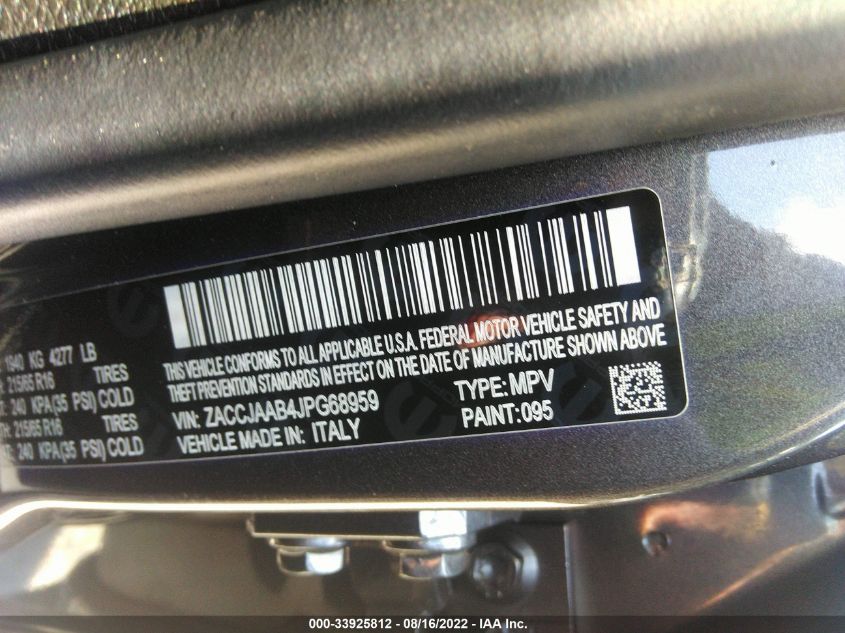 THIS VEHICLE CONFORMS TO ALL APPLICABLE U.S.A. FEDERAL MOTOR VEHICLE SAFETY AND
THEFT PREVENTION STANDARDS IN EFFECT ON THE DATE OF MANUFACTURE SHOWN ABOVE
1940 KG 4277 LB
215/65 R16 TIRES
240 KPA(35 PSI) COLD
215/65 R16 TIRES
240 KPA(35 PSI) COLD
VIN: ZACCJAAB4JPG68959 TYPE: MPV
VEHICLE MADE IN: ITALY PAINT:095
000-33925812 - 08/16/2022 - IAA Inc.